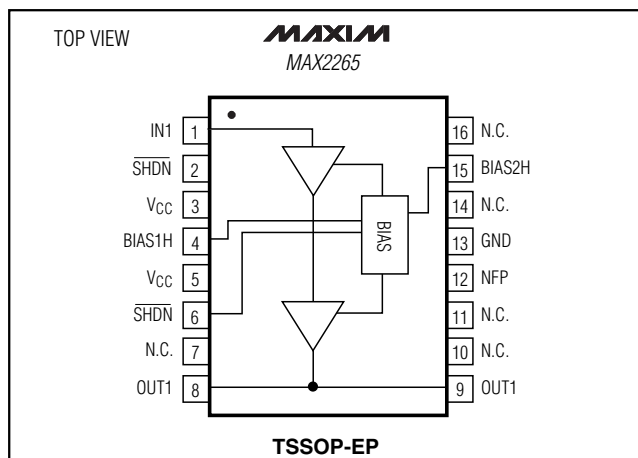 TOP VIEW
MAXIM
MAX2265
IN1 1
SHDN 2
VCC 3
BIAS1H 4
VCC 5
SHDN 6
N.C. 7
OUT1 8
BIAS
16 N.C.
15 BIAS2H
14 N.C.
13 GND
12 NFP
11 N.C.
10 N.C.
9 OUT1
TSSOP-EP